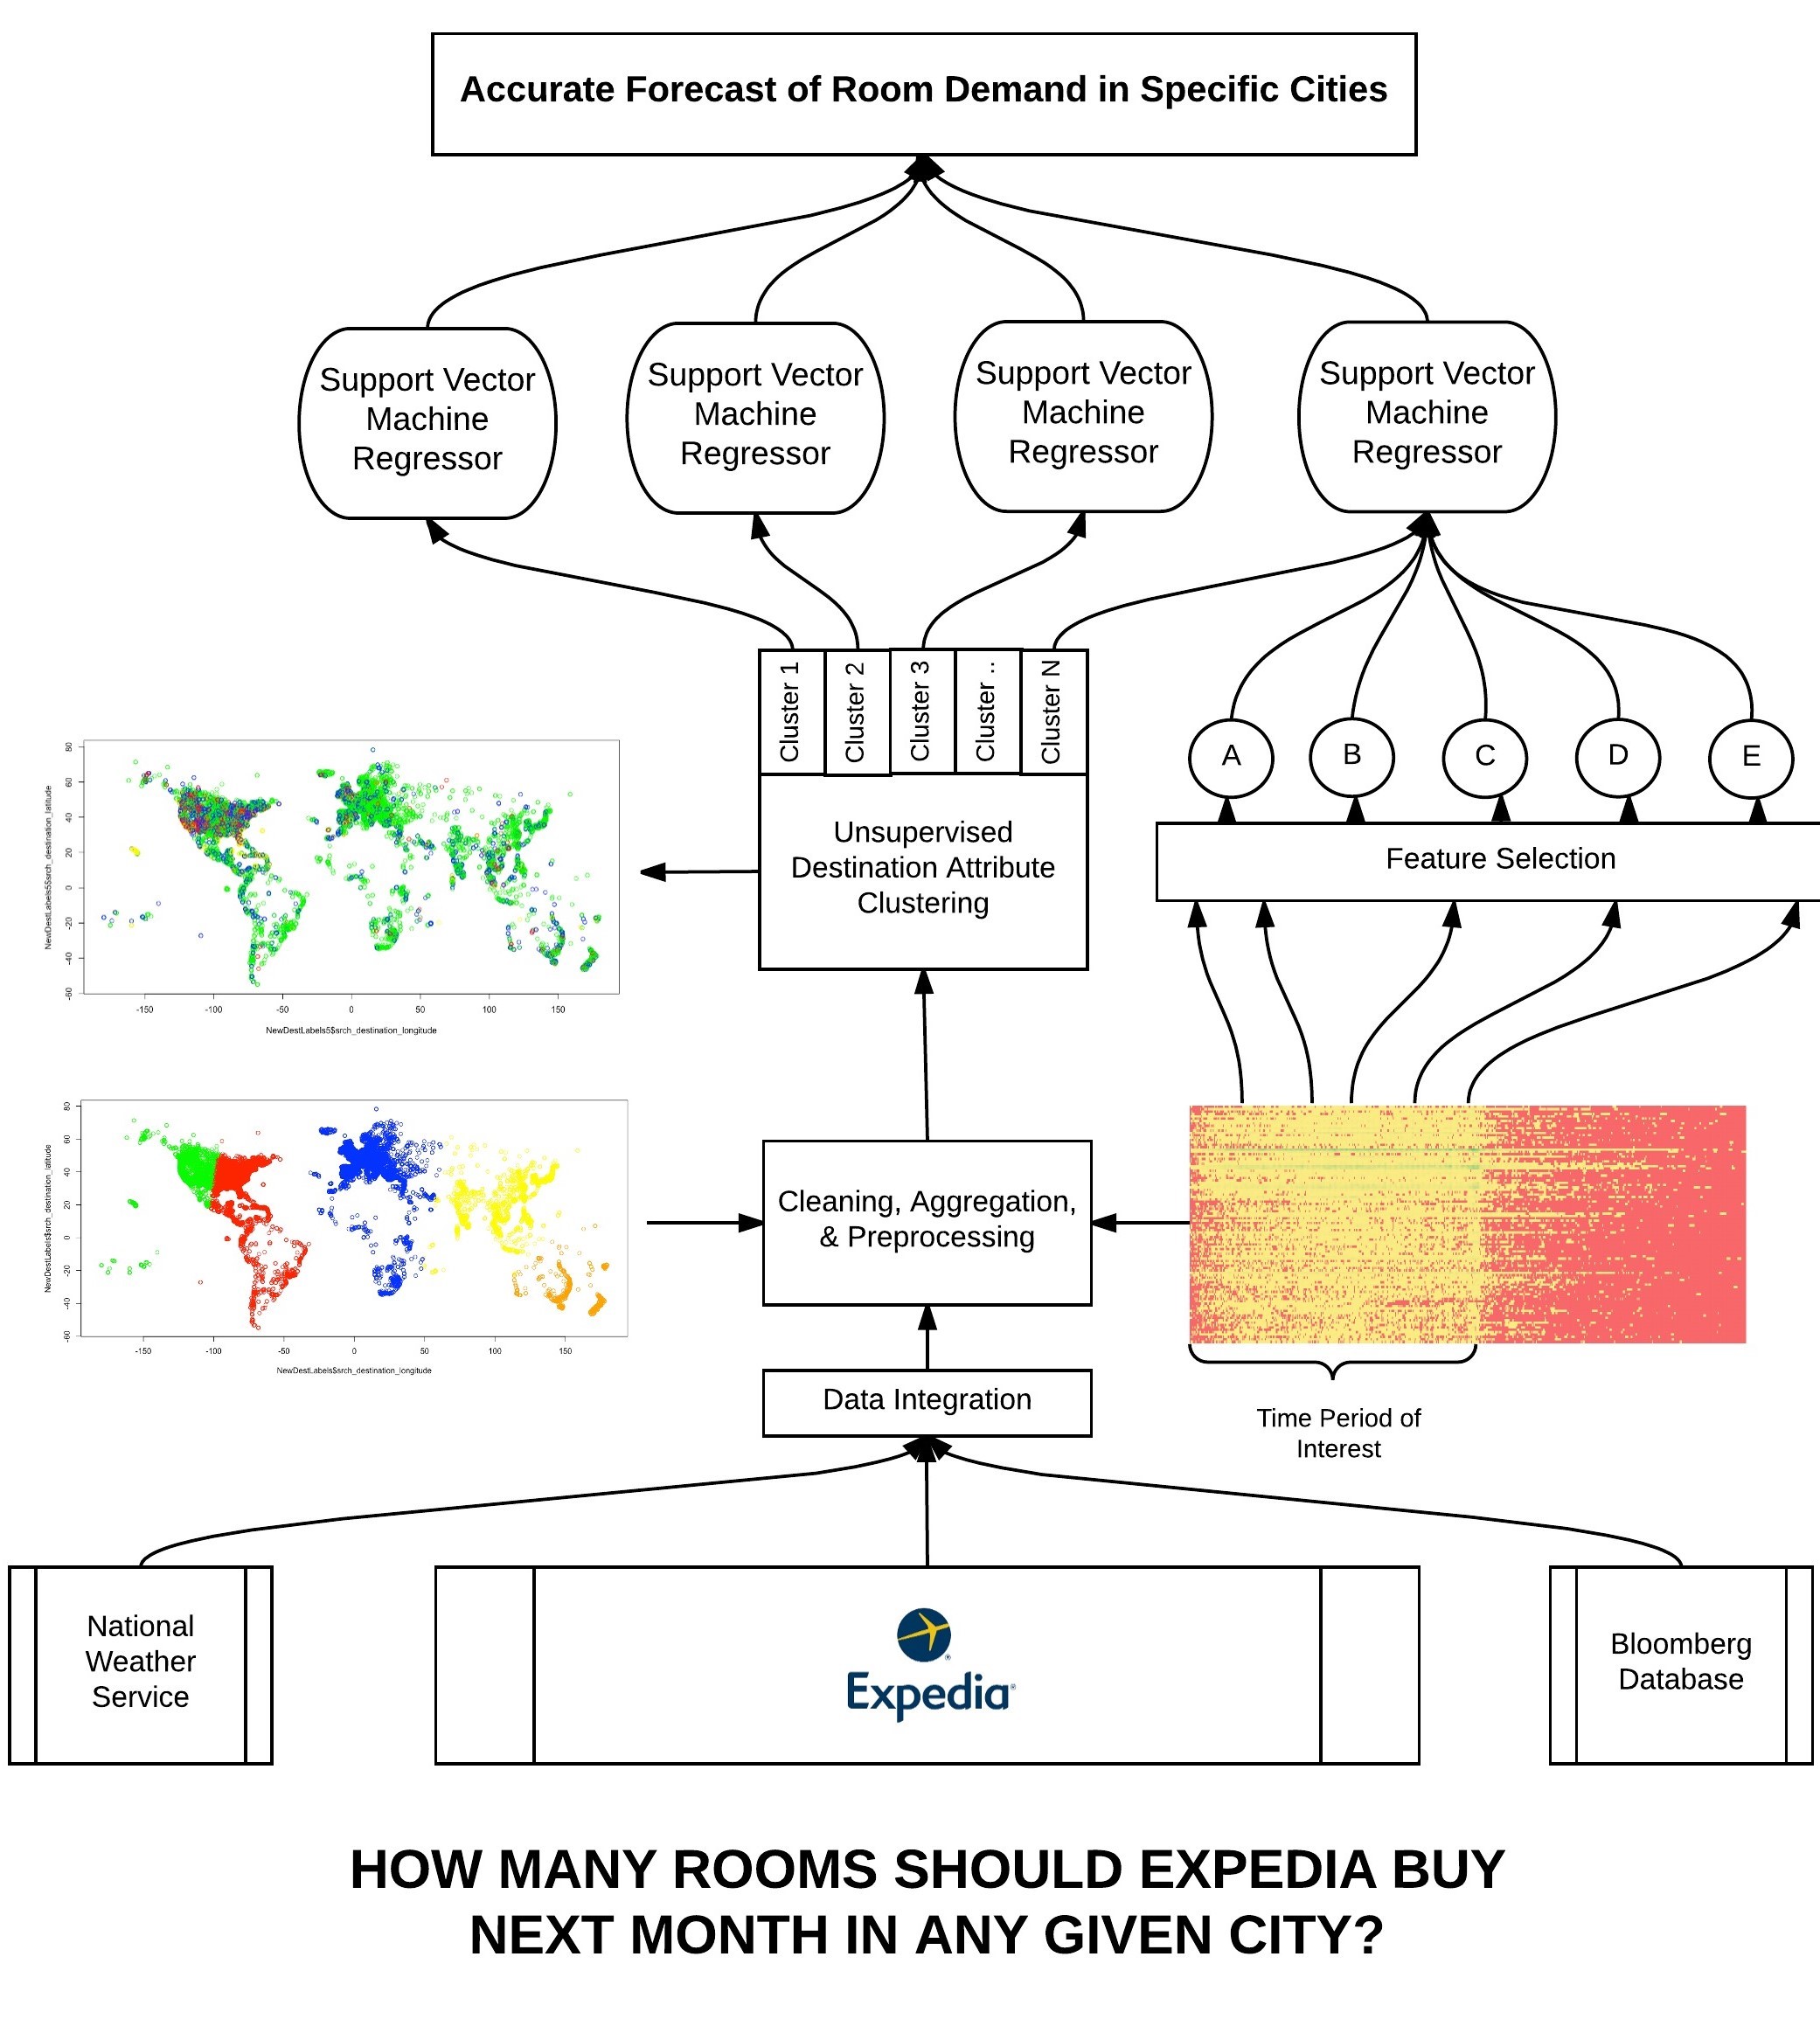 Accurate Forecast of Room Demand in Specific Cities
Support Vector
Machine
Regressor
Support Vector
Machine
Regressor
Support Vector
Machine
Regressor
Support Vector
Machine
Regressor
Cluster 1
Cluster 2
Cluster 3
Cluster ..
Cluster N
A
B
C
D
E
Unsupervised
Destination Attribute
Clustering
Feature Selection
NewDestLabels5$srch_destination_latitude
80
60
40
20
0
-20
-40
-60
-150
-100
-50
0
50
100
150
NewDestLabels5$srch_destination_longitude
NewDestLabels$srch_destination_latitude
80
60
40
20
0
-20
-40
-60
-150
-100
-50
0
50
100
150
NewDestLabels$srch_destination_longitude
Cleaning, Aggregation,
& Preprocessing
Data Integration
Time Period of
Interest
National
Weather
Service
Expedia®
Bloomberg
Database
HOW MANY ROOMS SHOULD EXPEDIA BUY
NEXT MONTH IN ANY GIVEN CITY?